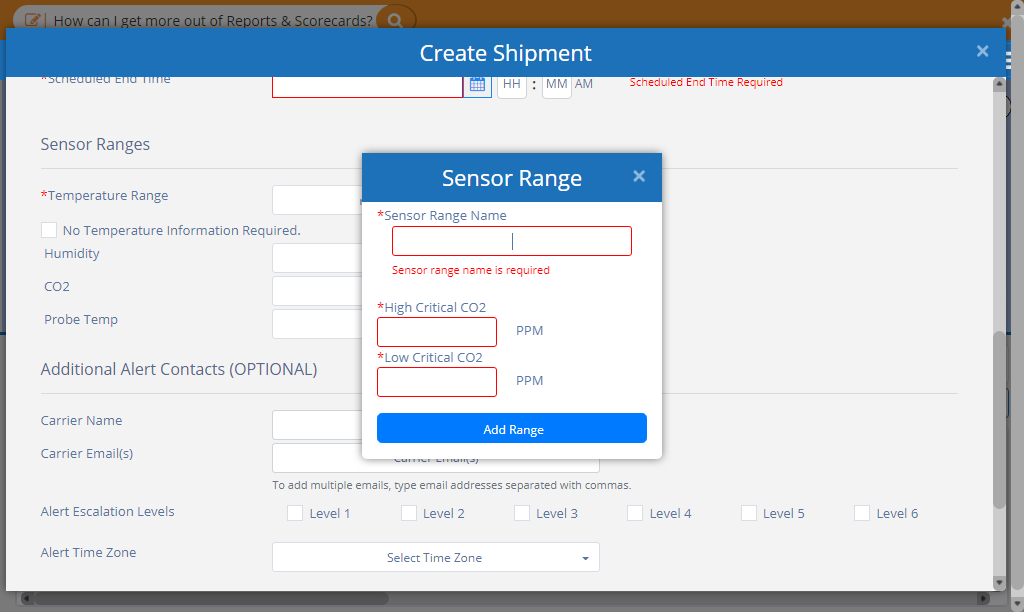 How can I get more out of Reports & Scorecards?
Create Shipment ×
*Scheduled End Time HH : MM AM Scheduled End Time Required
Sensor Ranges
*Temperature Range
No Temperature Information Required.
Humidity
CO2
Probe Temp
Sensor Range ×
*Sensor Range Name
Sensor range name is required
*High Critical CO2
PPM
*Low Critical CO2
PPM
Add Range
Additional Alert Contacts (OPTIONAL)
Carrier Name
Carrier Email(s) Carrier Email(s)
To add multiple emails, type email addresses separated with commas.
Alert Escalation Levels Level 1 Level 2 Level 3 Level 4 Level 5 Level 6
Alert Time Zone Select Time Zone